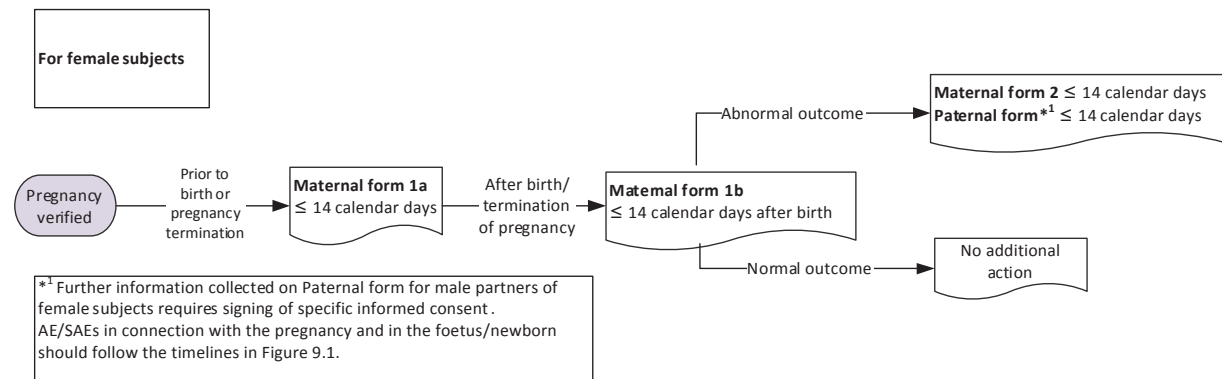 For female subjects
Maternal form 2 ≤ 14 calendar days
Paternal form*1 ≤ 14 calendar days
Abnormal outcome
Pregnancy
verified
Prior to
birth or
pregnancy
termination
Maternal form 1a
≤ 14 calendar days
After birth/
termination
of pregnancy
Matemal form 1b
≤ 14 calendar days after birth
Normal outcome
No additional
action
*1 Further information collected on Paternal form for male partners of
female subjects requires signing of specific informed consent .
AE/SAEs in connection with the pregnancy and in the foetus/newborn
should follow the timelines in Figure 9.1.